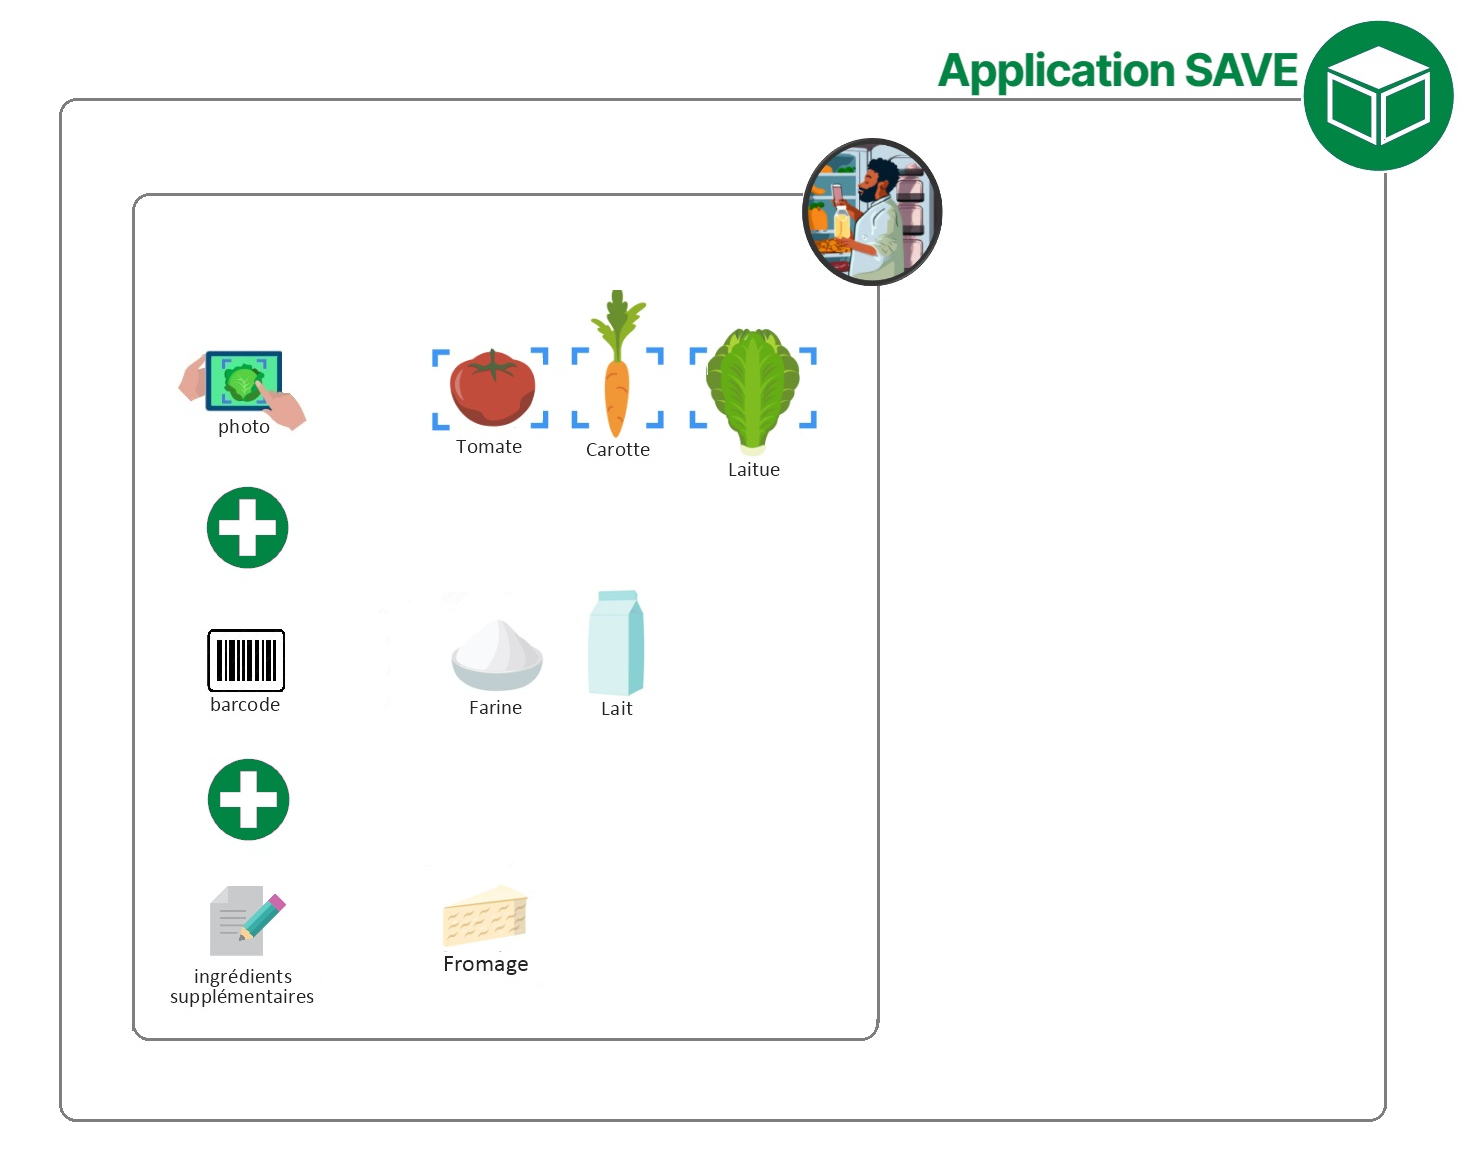 Application SAVE
photo
Tomate
Carotte
Laitue
barcode
Farine
Lait
ingrédients
supplémentaires
Fromage